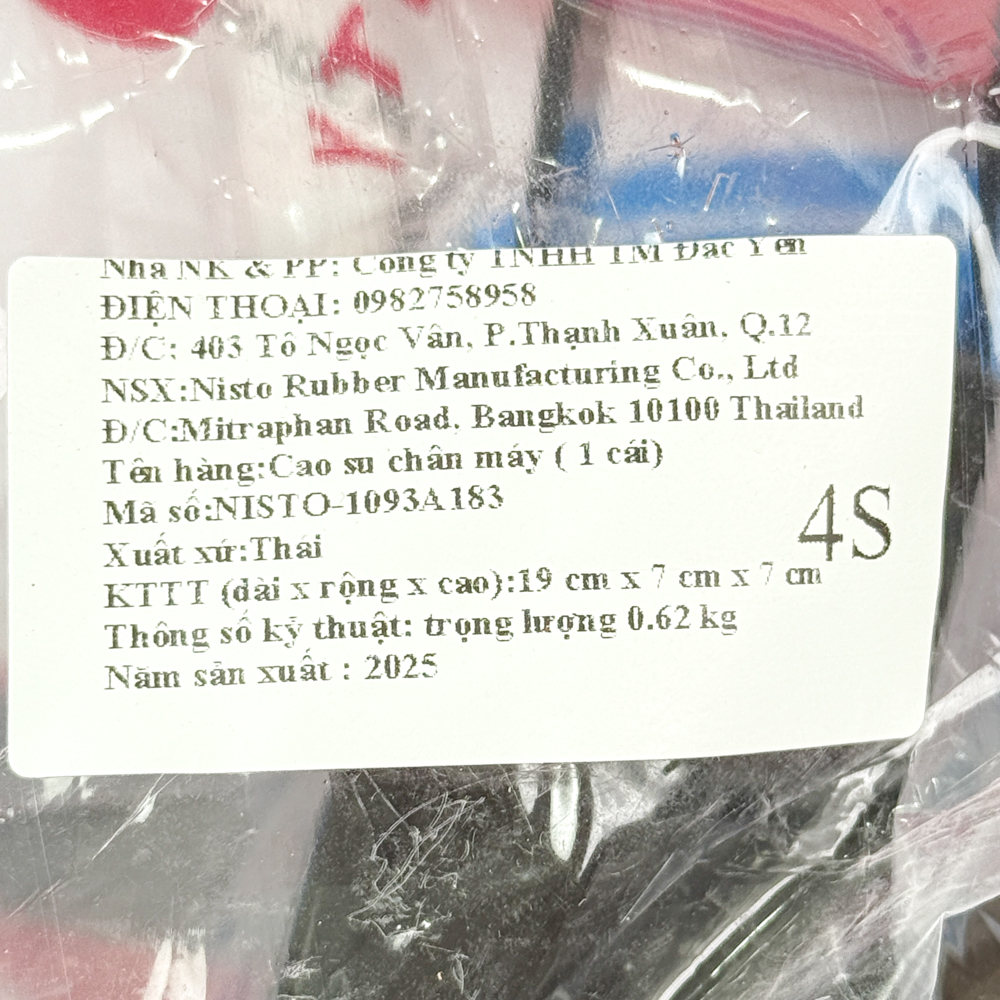 Nhà NK & PP: Công ty TNHH TM Đắc Yến
ĐIỆN THOẠI: 0982758958
Đ/C: 403 Tô Ngọc Vân, P.Thạnh Xuân, Q.12
NSX:Nisto Rubber Manufacturing Co., Ltd
Đ/C:Mitraphan Road, Bangkok 10100 Thailand
Tên hàng:Cao su chân máy ( 1 cái)
Mã số:NISTO-1093A183
4S
Xuất xứ:Thái
KTTT (dài x rộng x cao):19 cm x 7 cm x 7 cm
Thông số kỹ thuật: trọng lượng 0.62 kg
Năm sản xuất : 2025